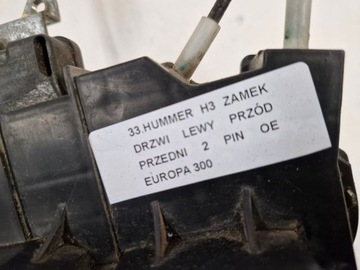 33.HUMMER H3 ZAMEK
DRZWI LEWY PRZÓD
PRZEDNI 2 PIN OE
EUROPA 300